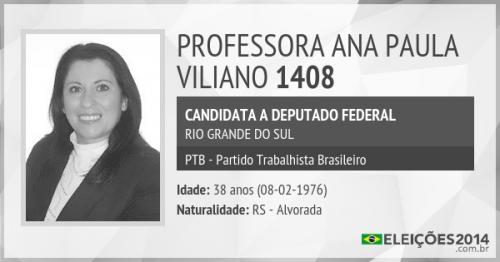 PROFESSORA ANA PAULA
VILIANO 1408
CANDIDATA A DEPUTADO FEDERAL
RIO GRANDE DO SUL
PTB - Partido Trabalhista Brasileiro
Idade: 38 anos (08-02-1976)
Naturalidade: RS - Alvorada
ELEIÇÕES2014
.com.br